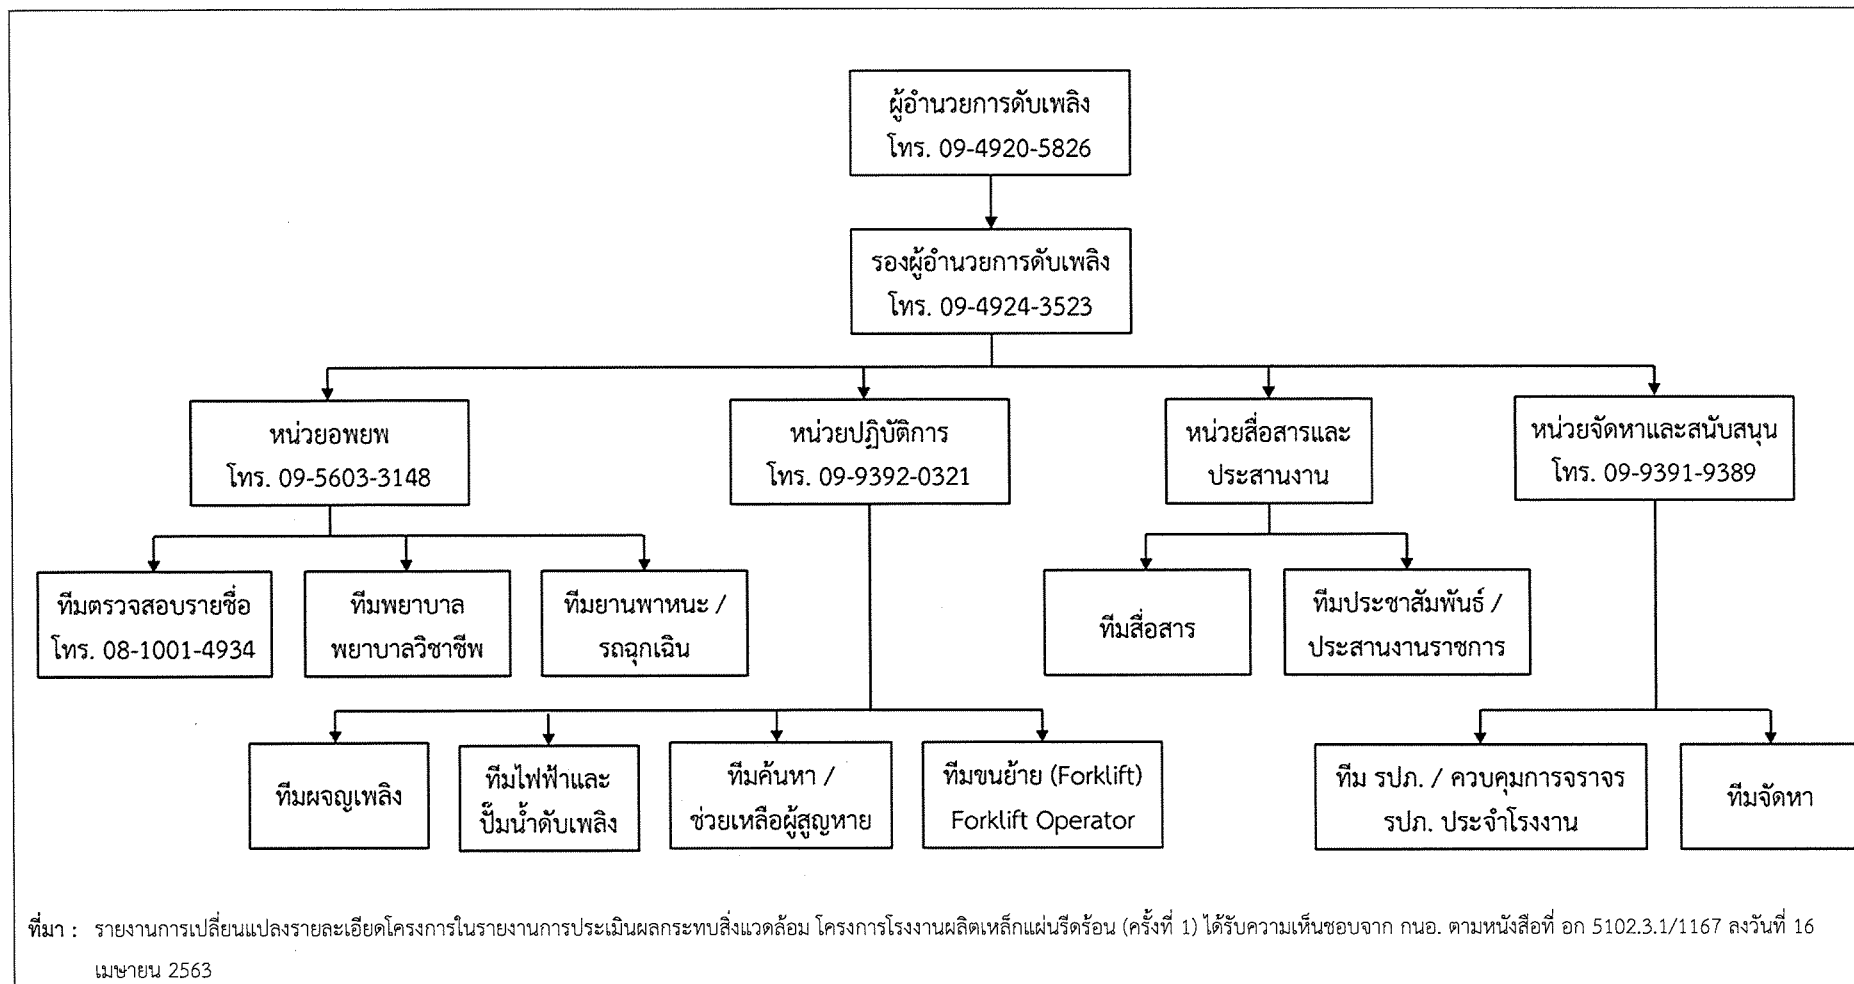 ผู้อำนวยการดับเพลิง
โทร. 09-4920-5826
รองผู้อำนวยการดับเพลิง
โทร. 09-4924-3523
หน่วยอพยพ
โทร. 09-5603-3148
หน่วยปฏิบัติการ
โทร. 09-9392-0321
หน่วยสื่อสารและ
ประสานงาน
หน่วยจัดหาและสนับสนุน
โทร. 09-9391-9389
ทีมตรวจสอบรายชื่อ
โทร. 08-1001-4934
ทีมพยาบาล
พยาบาลวิชาชีพ
ทีมยานพาหนะ /
รถฉุกเฉิน
ทีมสื่อสาร
ทีมประชาสัมพันธ์ /
ประสานงานราชการ
ทีมผจญเพลิง
ทีมไฟฟ้าและ
ปั๊มน้ำดับเพลิง
ทีมค้นหา /
ช่วยเหลือผู้สูญหาย
ทีมขนย้าย (Forklift)
Forklift Operator
ทีม รปภ. / ควบคุมการจราจร
รปภ. ประจำโรงงาน
ทีมจัดหา
ที่มา : รายงานการเปลี่ยนแปลงรายละเอียดโครงการในรายงานการประเมินผลกระทบสิ่งแวดล้อม โครงการโรงงานผลิตเหล็กแผ่นรีดร้อน (ครั้งที่ 1) ได้รับความเห็นชอบจาก กนอ. ตามหนังสือที่ อก 5102.3.1/1167 ลงวันที่ 16
เมษายน 2563